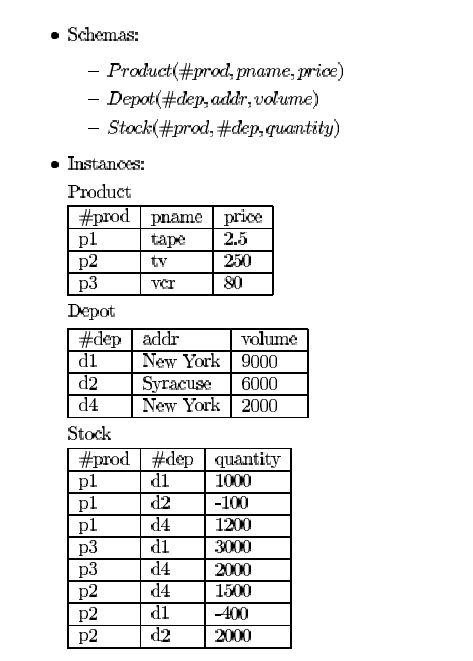 • Schemas:
– Product(#prod, pname, price)
– Depot(#dep, addr, volume)
– Stock(#prod, #dep, quantity)
• Instances:
Product
#prod pname price
p1 tape 2.5
p2 tv 250
p3 vcr 80
Depot
#dep addr volume
d1 New York 9000
d2 Syracuse 6000
d4 New York 2000
Stock
#prod #dep quantity
p1 d1 1000
p1 d2 -100
p1 d4 1200
p3 d1 3000
p3 d4 2000
p2 d4 1500
p2 d1 -400
p2 d2 2000